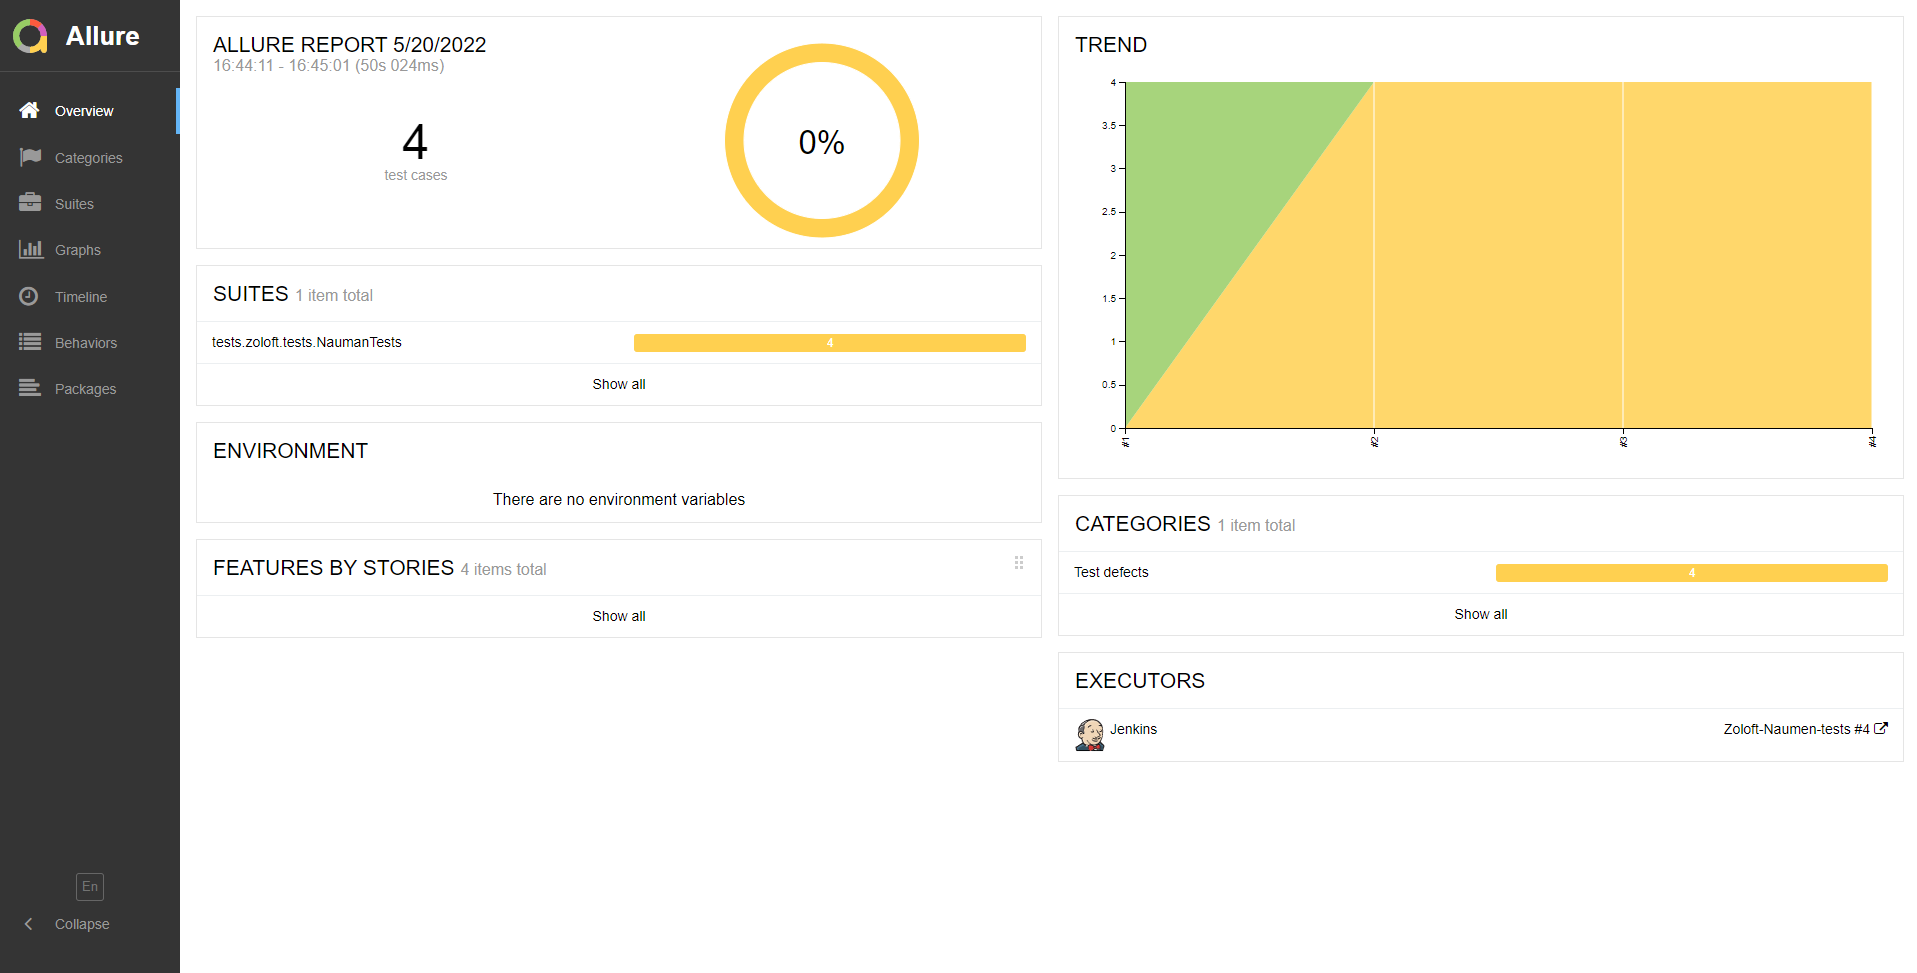 Allure
Overview
Categories
Suites
Graphs
Timeline
Behaviors
Packages
En
Collapse
ALLURE REPORT 5/20/2022
16:44:11 - 16:45:01 (50s 024ms)
4
test cases
0%
SUITES 1 item total
tests.zoloft.tests.NaumanTests 4
Show all
ENVIRONMENT
There are no environment variables
FEATURES BY STORIES 4 items total
Show all
TREND
4
3.5
3
2.5
2
1.5
1
0.5
0
#1 #2 #3 #4
CATEGORIES 1 item total
Test defects 4
Show all
EXECUTORS
Jenkins Zoloft-Naumen-tests #4